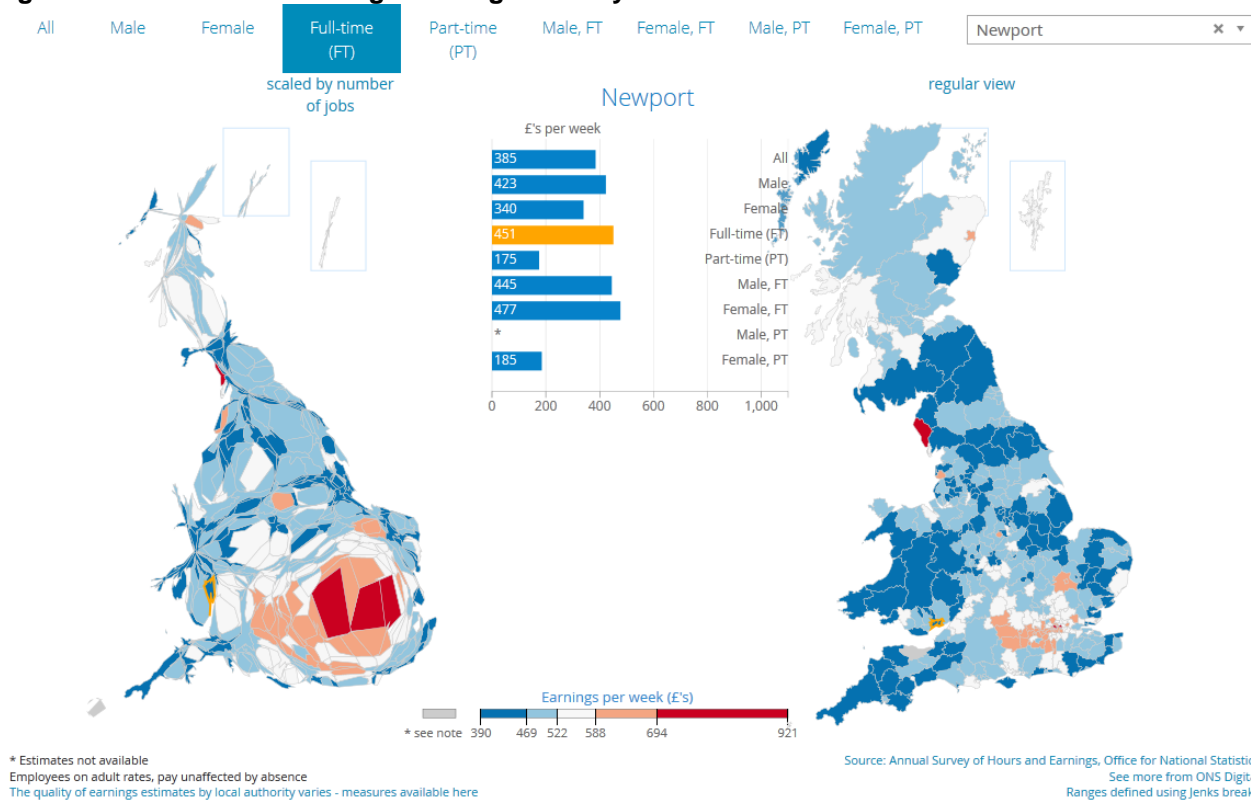 All Male Female Full-time (FT) Part-time (PT) Male, FT Female, FT Male, PT Female, PT Newport
scaled by number
of jobs
Newport
regular view
£'s per week
385 All
423 Male
340 Female
451 Full-time (FT)
175 Part-time (PT)
445 Male, FT
477 Female, FT
* Male, PT
185 Female, PT
0 200 400 600 800 1,000
Earnings per week (£'s)
* see note 390 469 522 588 694 921
* Estimates not available
Employees on adult rates, pay unaffected by absence
The quality of earnings estimates by local authority varies - measures available here
Source: Annual Survey of Hours and Earnings, Office for National Statistic
See more from ONS Digita
Ranges defined using Jenks break